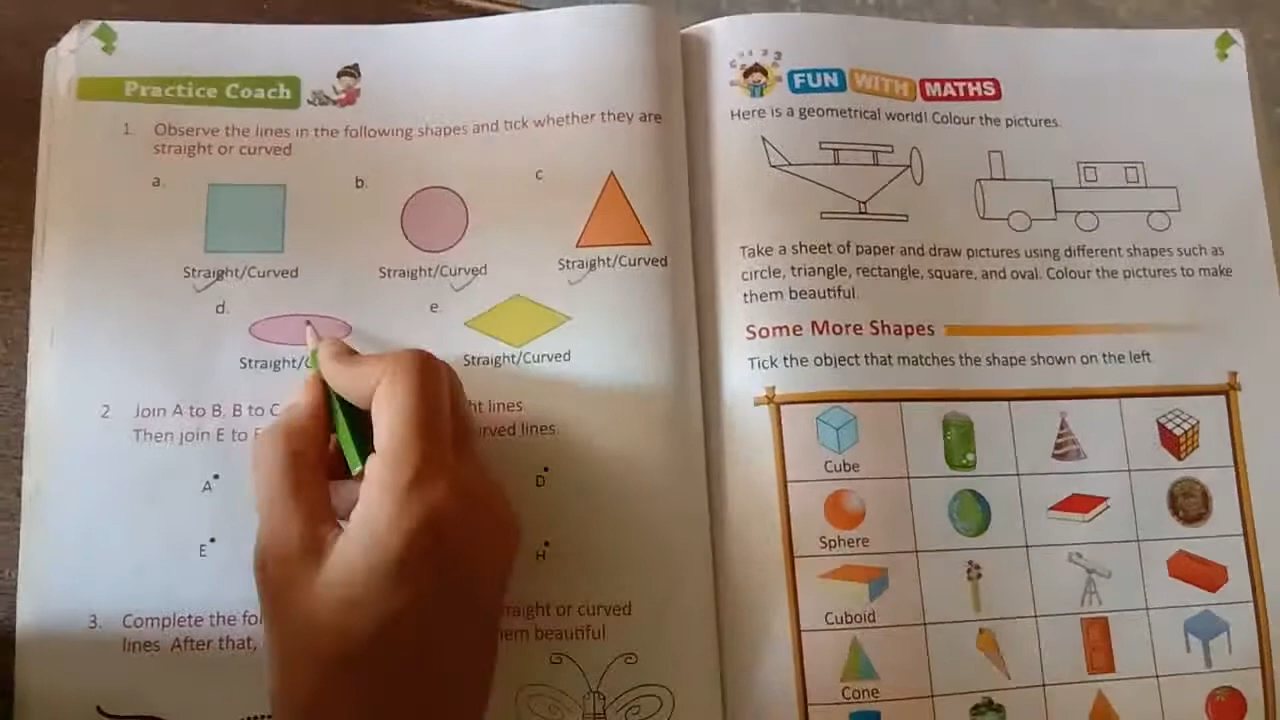 Practice Coach
1. Observe the lines in the following shapes and tick whether they are
straight or curved
a.
b.
c
Straight/Curved
Straight/Curved
Straight/Curved
d.
e.
Straight/C
Straight/Curved
2. Join A to B, B to C
ht lines
Then join E to F
rved lines
A
D
E
H
3. Complete the fol
raight or curved
lines After that,
em beautiful
FUN WITH MATHS
Here is a geometrical world! Colour the pictures.
Take a sheet of paper and draw pictures using different shapes such as
circle, triangle, rectangle, square, and oval. Colour the pictures to make
them beautiful.
Some More Shapes
Tick the object that matches the shape shown on the left
Cube
Sphere
Cuboid
Cone